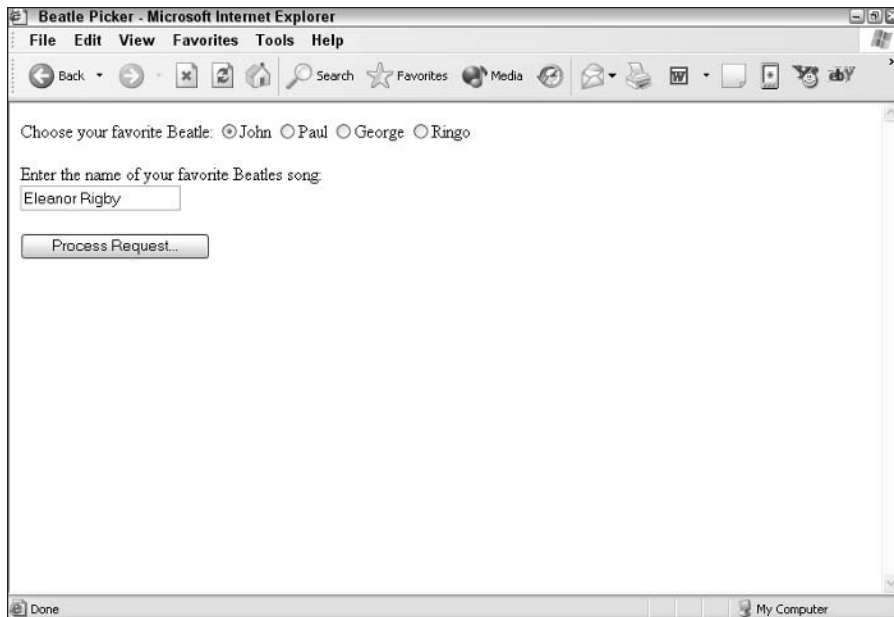 Beatle Picker - Microsoft Internet Explorer
File Edit View Favorites Tools Help
Back Search Favorites Media W abY
Choose your favorite Beatle: John Paul George Ringo
Enter the name of your favorite Beatles song:
Eleanor Rigby
Process Request...
Done My Computer